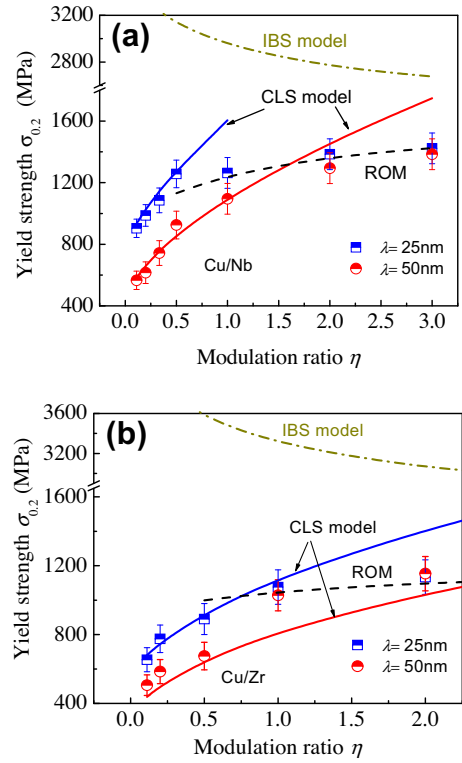 (a)
IBS model
CLS model
ROM
Cu/Nb
λ= 25nm
λ= 50nm
3200
2800
1600
1200
800
400
Yield strength σ0.2 (MPa)
0.0 0.5 1.0 1.5 2.0 2.5 3.0
Modulation ratio η
(b)
IBS model
CLS model
ROM
Cu/Zr
λ= 25nm
λ= 50nm
3600
3200
1600
1200
800
400
Yield strength σ0.2 (MPa)
0.0 0.5 1.0 1.5 2.0
Modulation ratio η